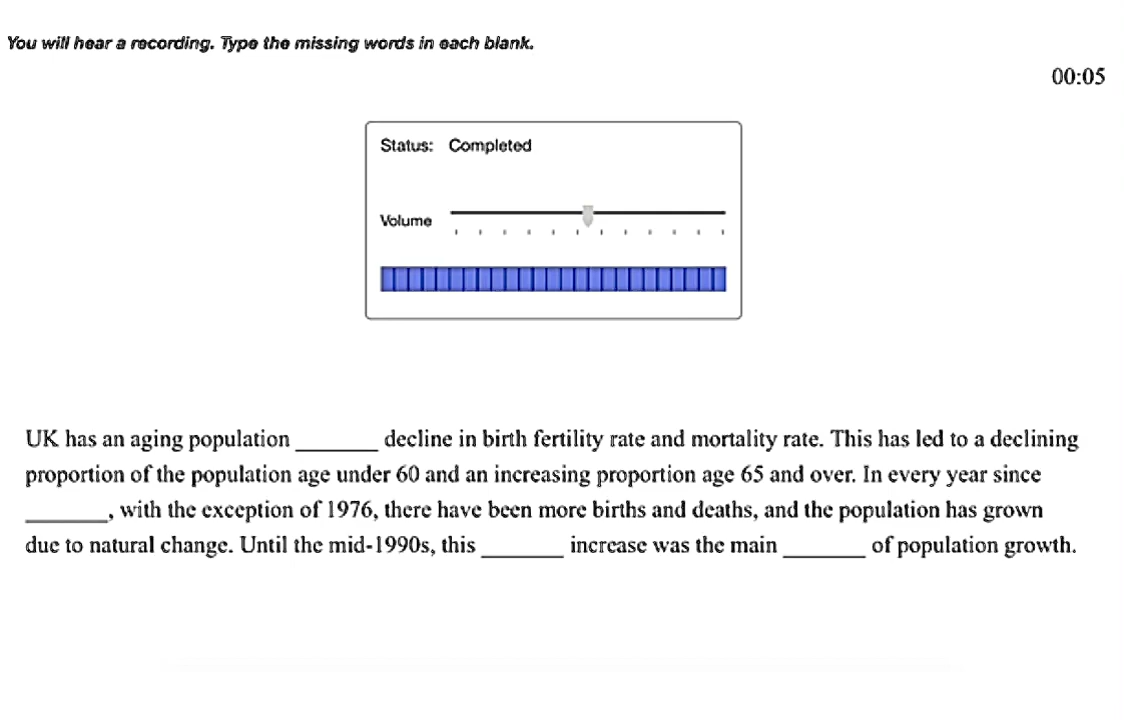 You will hear a recording. Type the missing words in each blank.
00:05
Status: Completed
Volume
UK has an aging population _______ decline in birth fertility rate and mortality rate. This has led to a declining
proportion of the population age under 60 and an increasing proportion age 65 and over. In every year since
_______, with the exception of 1976, there have been more births and deaths, and the population has grown
due to natural change. Until the mid-1990s, this _______ increase was the main _______ of population growth.